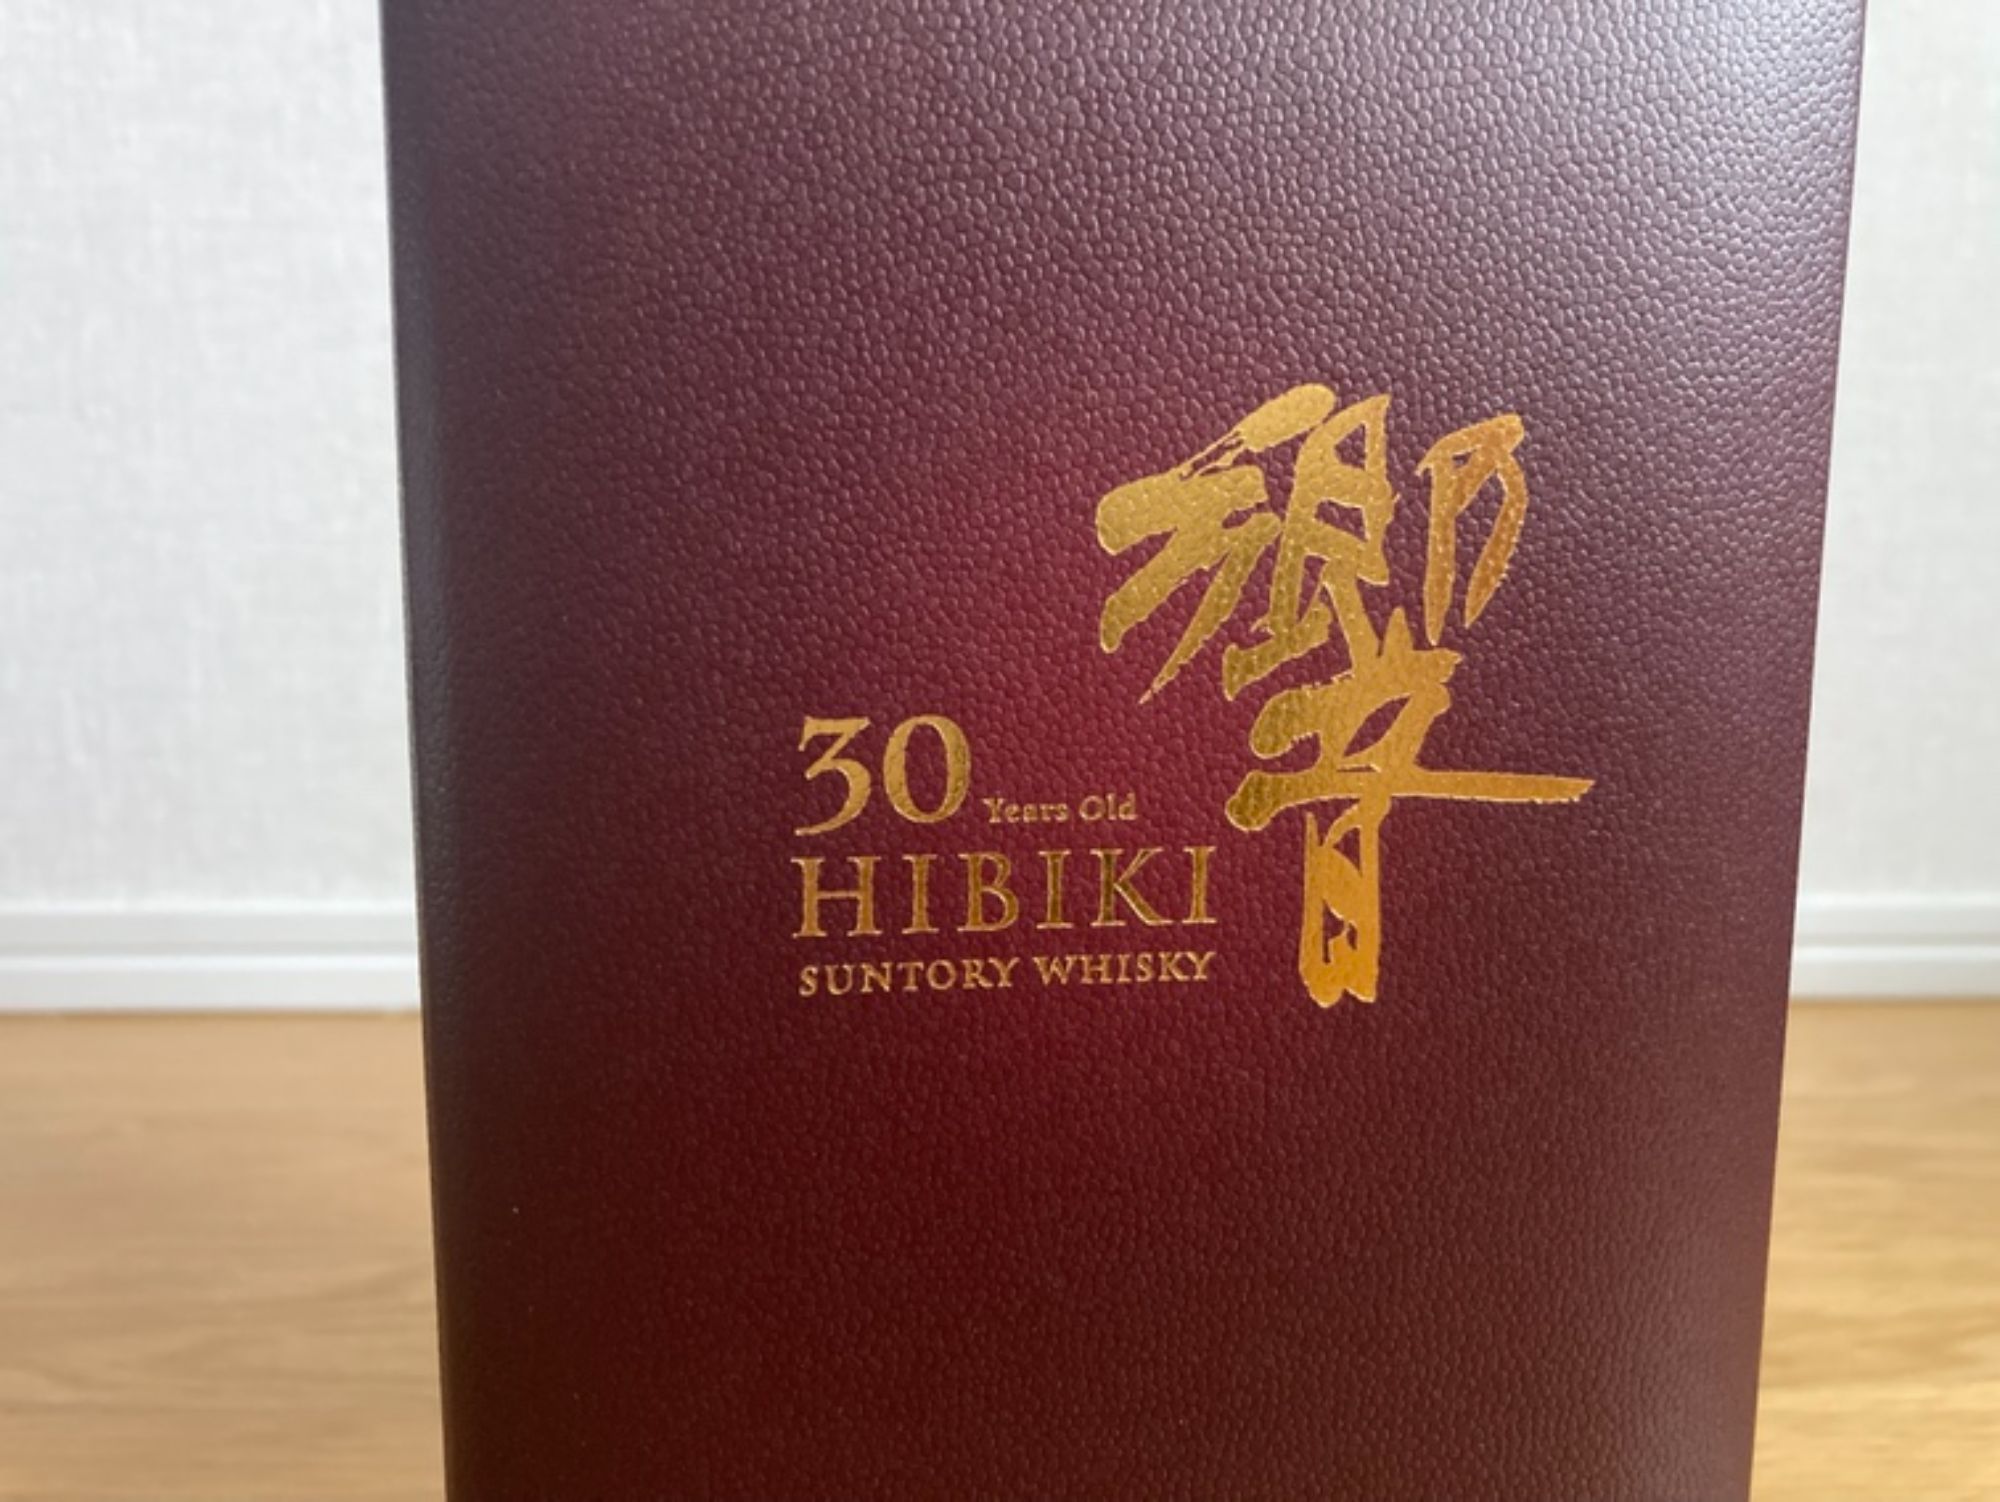 響
30 Years Old
HIBIKI
SUNTORY WHISKY